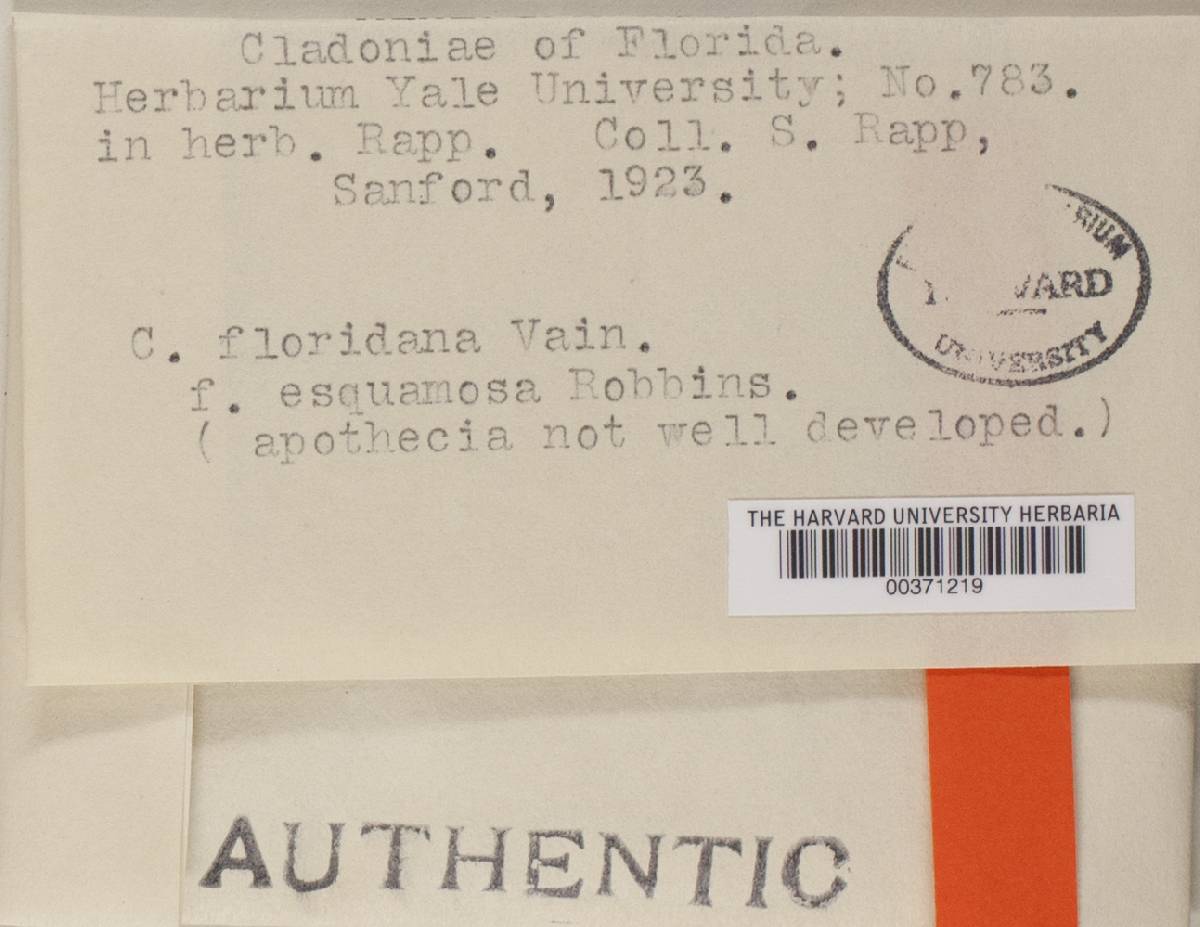 Cladoniae of Florida.
Herbarium Yale University; No.783.
in herb. Rapp. Coll. S. Rapp,
Sanford, 1923.
UNIVERSITY
C. floridana Vain.
f. esquamosa Robbins.
( apothecia not well developed.)
THE HARVARD UNIVERSITY HERBARIA
00371219
AUTHENTIC